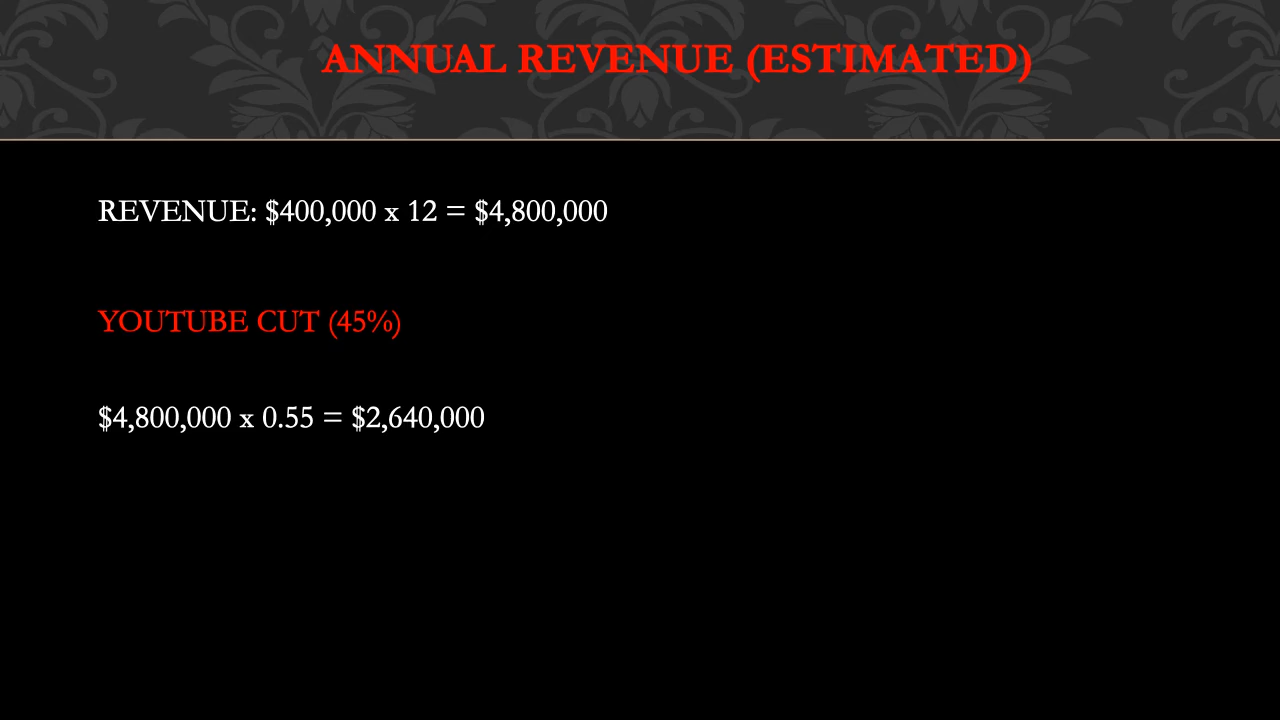 ANNUAL REVENUE (ESTIMATED)
REVENUE: $400,000 x 12 = $4,800,000
YOUTUBE CUT (45%)
$4,800,000 x 0.55 = $2,640,000